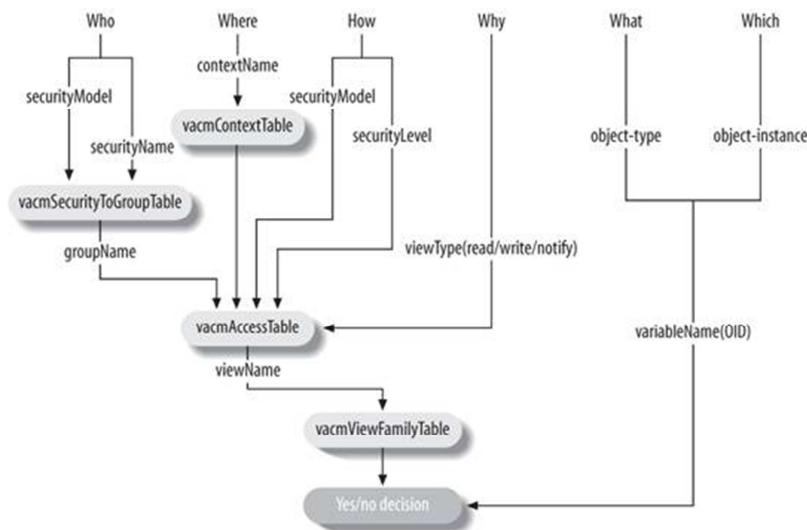 Who Where How Why What Which
contextName
securityModel securityModel
vacmContextTable
securityName securityLevel object-type object-instance
vacmSecurityToGroupTable
groupName viewType(read/write/notify)
vacmAccessTable variableName(OID)
viewName
vacmViewFamilyTable
Yes/no decision